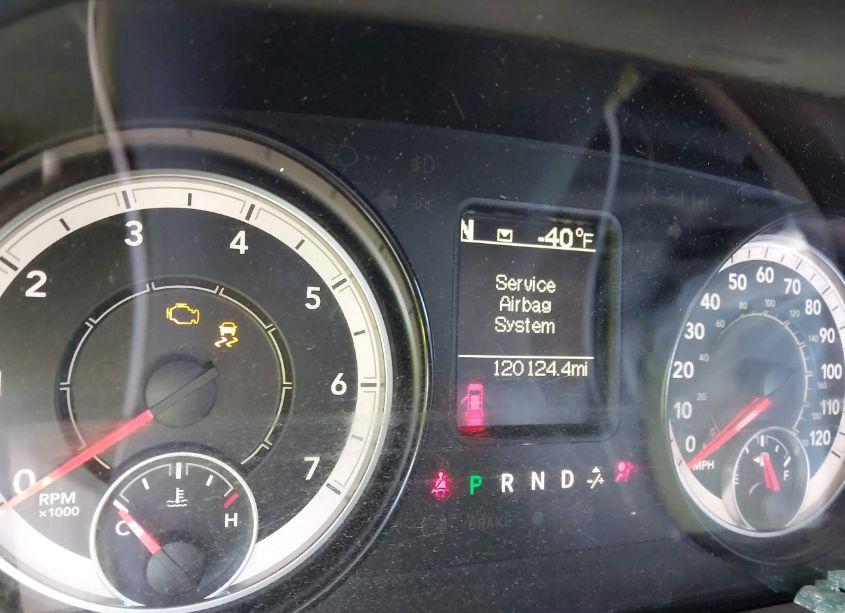 N -40°F
Service
Airbag
System
120124.4mi
P R N D
BRAKE
0 1 2 3 4 5 6 7
RPM
x1000
C H
0 10 20 30 40 50 60 70 80 90 100 110 120
MPH
E F